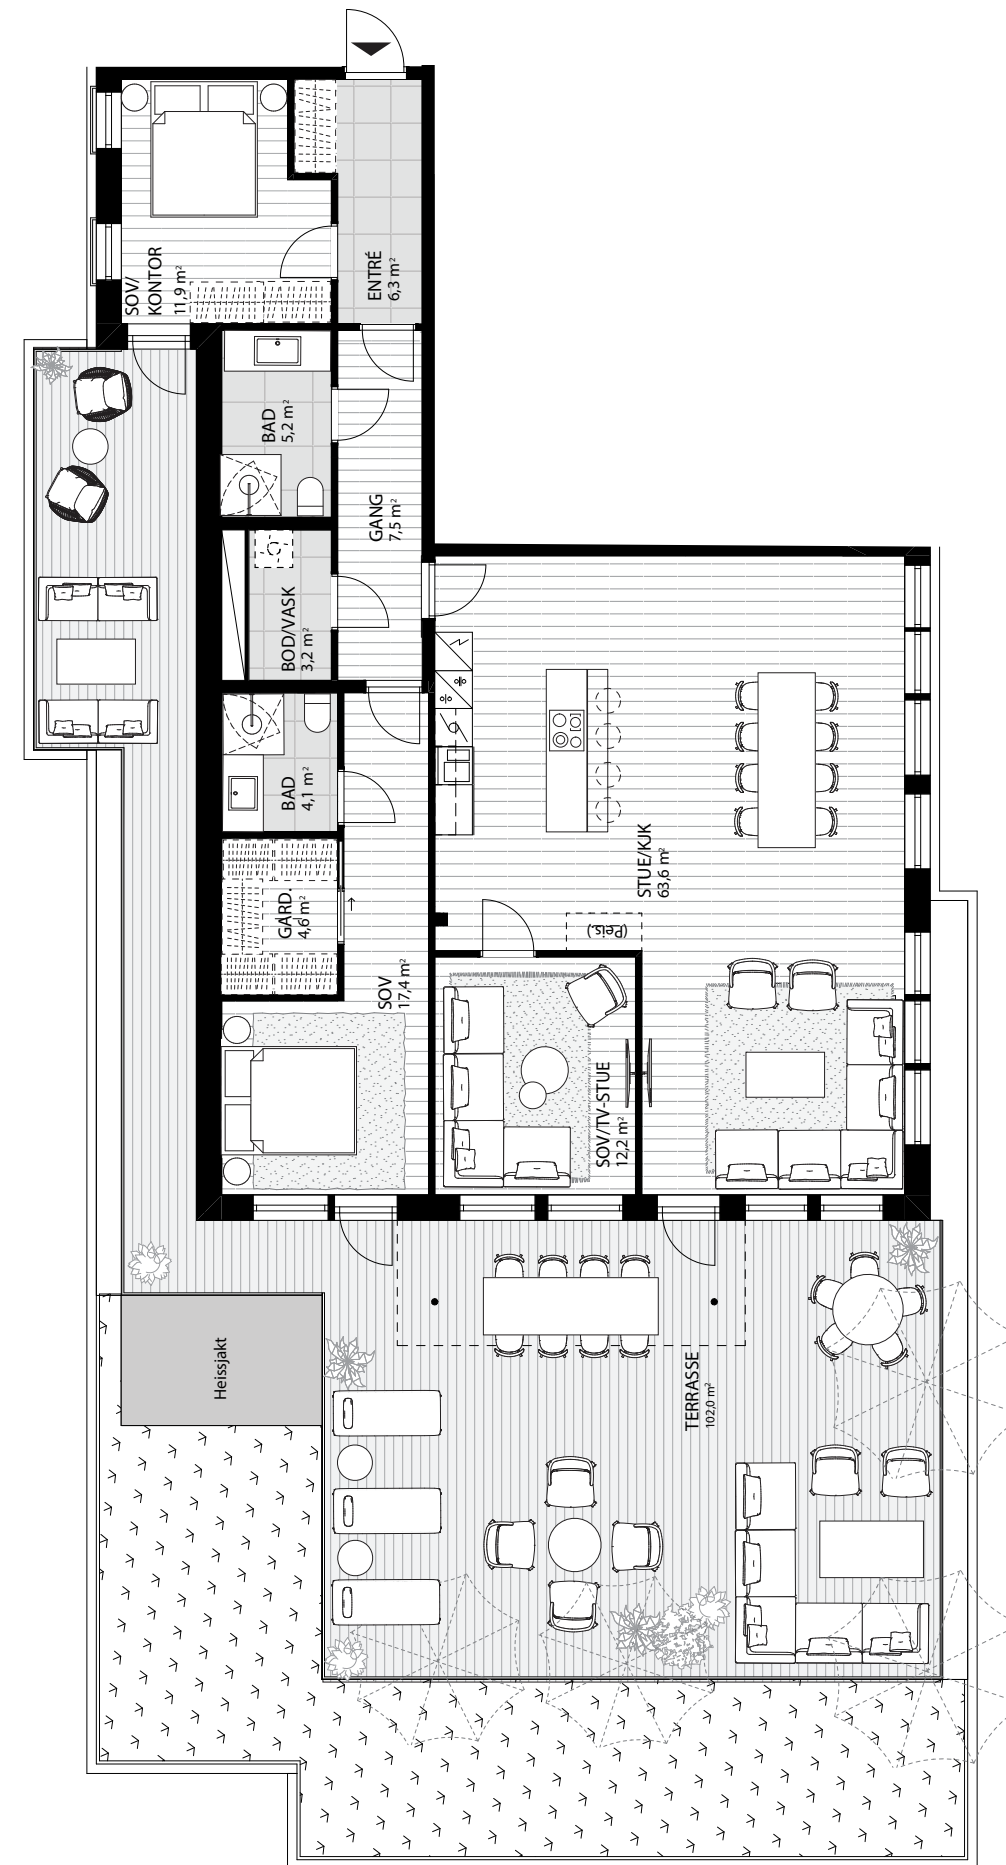 SOV/
KONTOR
11,9 m²
ENTRÉ
6,3 m²
BAD
5,2 m²
GANG
7,5 m²
BOD/VASK
3,2 m²
BAD
4,1 m²
STUE/KJK
63,6 m²
GARD.
4,6 m²
(Peis.)
SOV
17,4 m²
SOV/TV-STUE
12,2 m²
Heissjakt
TERRASSE
102,0 m²